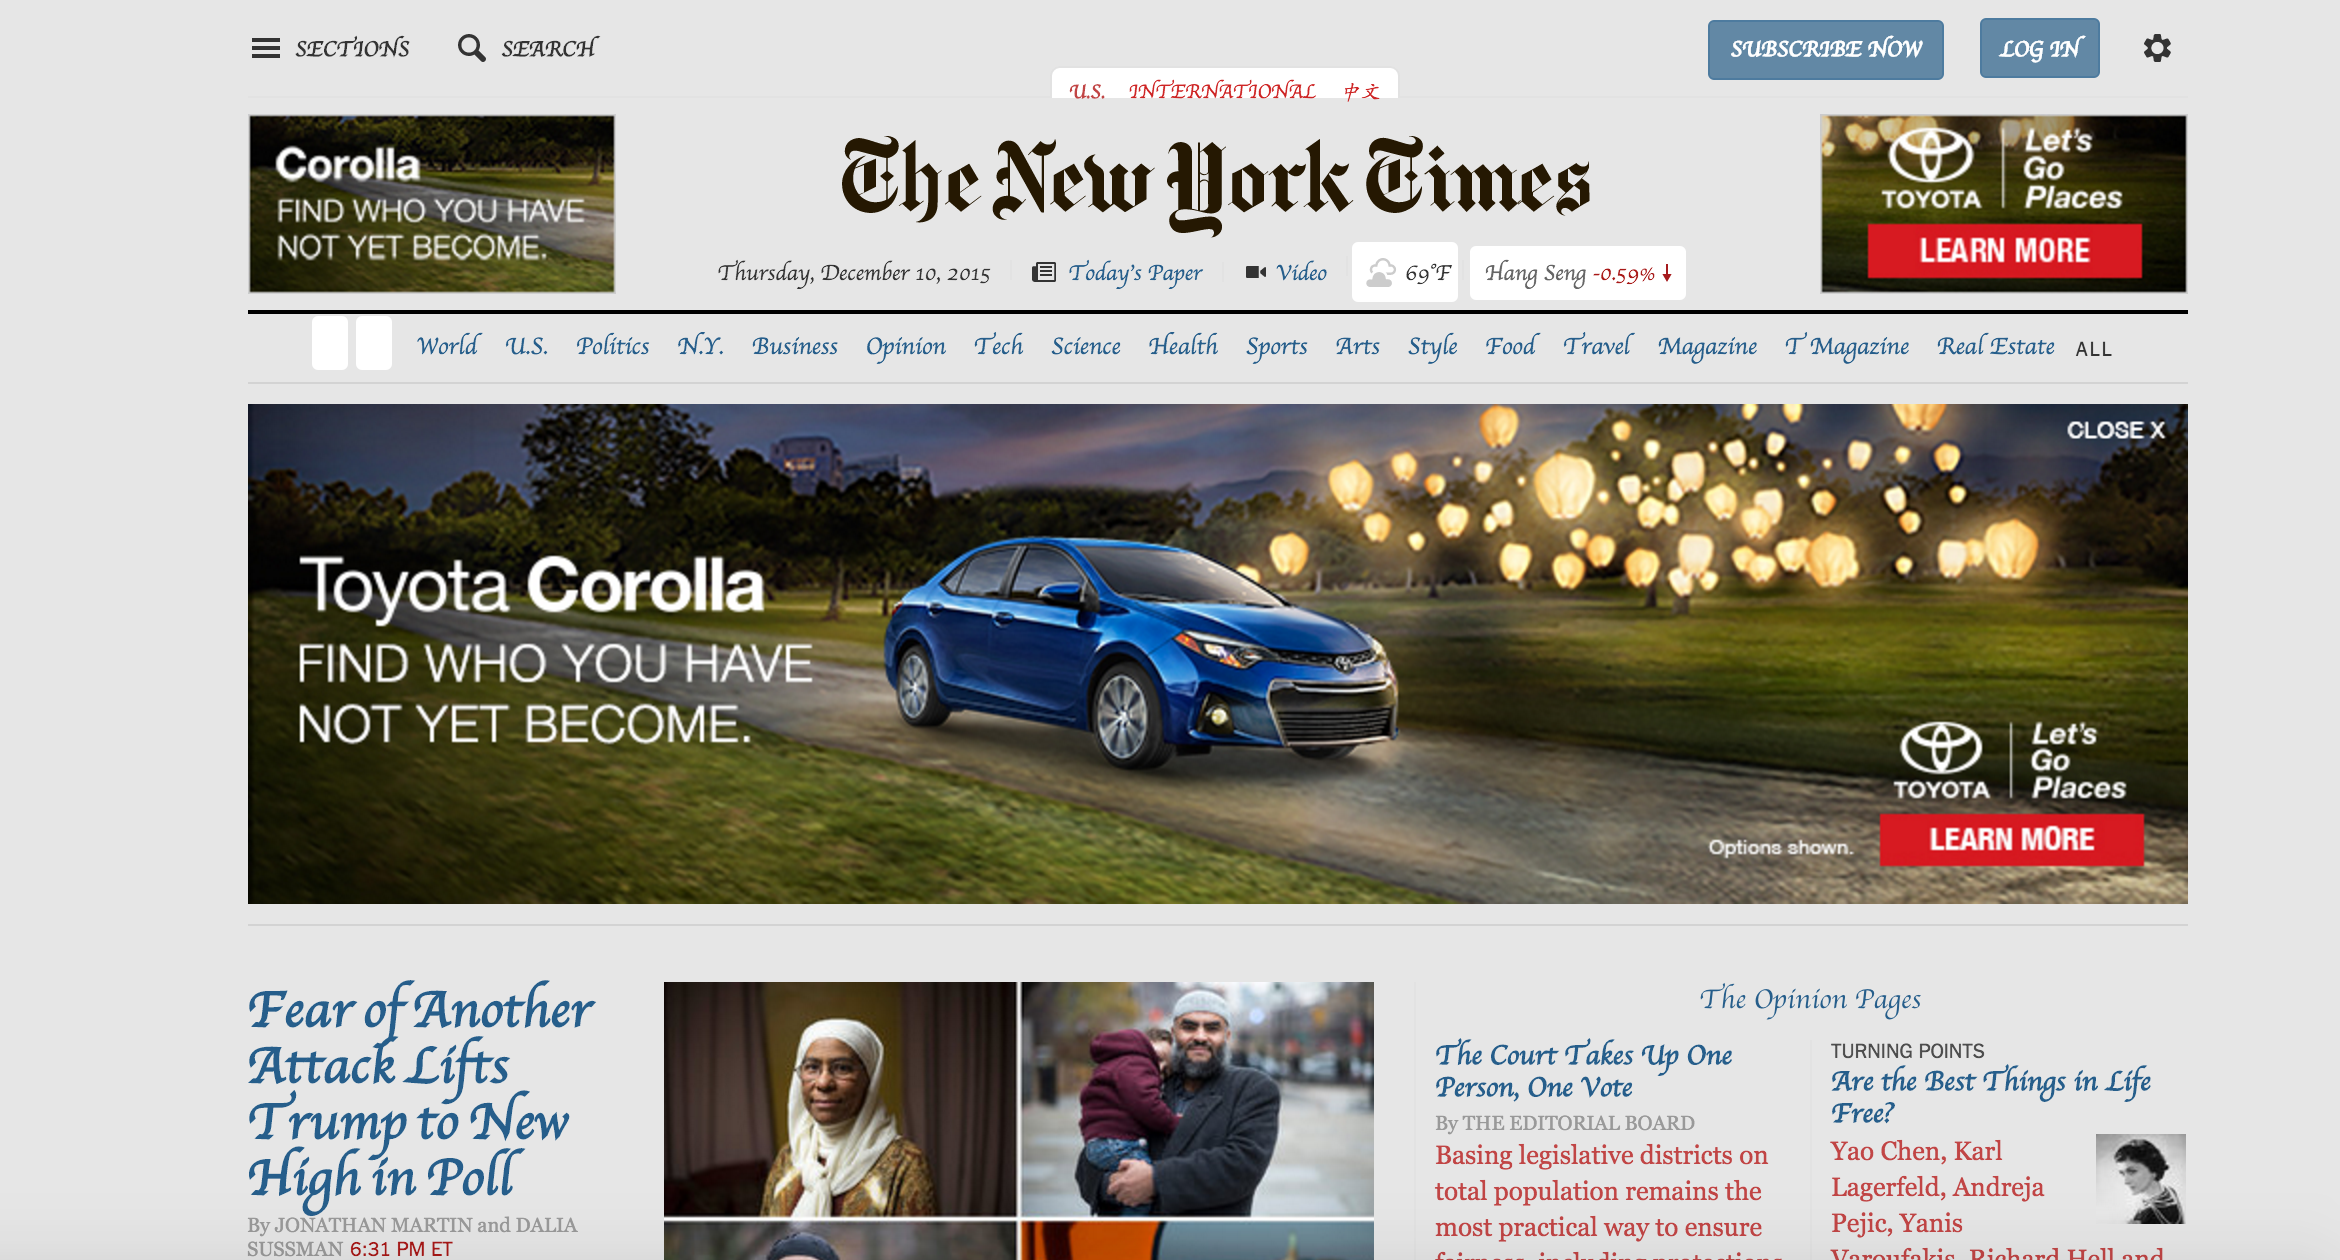 SECTIONS
SEARCH
SUBSCRIBE NOW
LOG IN
U.S. INTERNATIONAL 中文
Corolla
FIND WHO YOU HAVE
NOT YET BECOME.
The New York Times
TOYOTA
Let's
Go
Places
LEARN MORE
Thursday, December 10, 2015
Today's Paper
Video
69°F
Hang Seng -0.59%
World U.S. Politics N.Y. Business Opinion Tech Science Health Sports Arts Style Food Travel Magazine T Magazine Real Estate ALL
CLOSE X
Toyota Corolla
FIND WHO YOU HAVE
NOT YET BECOME.
TOYOTA
Let's
Go
Places
Options shown.
LEARN MORE
Fear of Another
Attack Lifts
Trump to New
High in Poll
By JONATHAN MARTIN and DALIA
SUSSMAN 6:31 PM ET
The Opinion Pages
The Court Takes Up One
Person, One Vote
By THE EDITORIAL BOARD
Basing legislative districts on
total population remains the
most practical way to ensure
fairness, including protections
TURNING POINTS
Are the Best Things in Life
Free?
Yao Chen, Karl
Lagerfeld, Andreja
Pejic, Yanis
Varoufakis, Richard Hell and